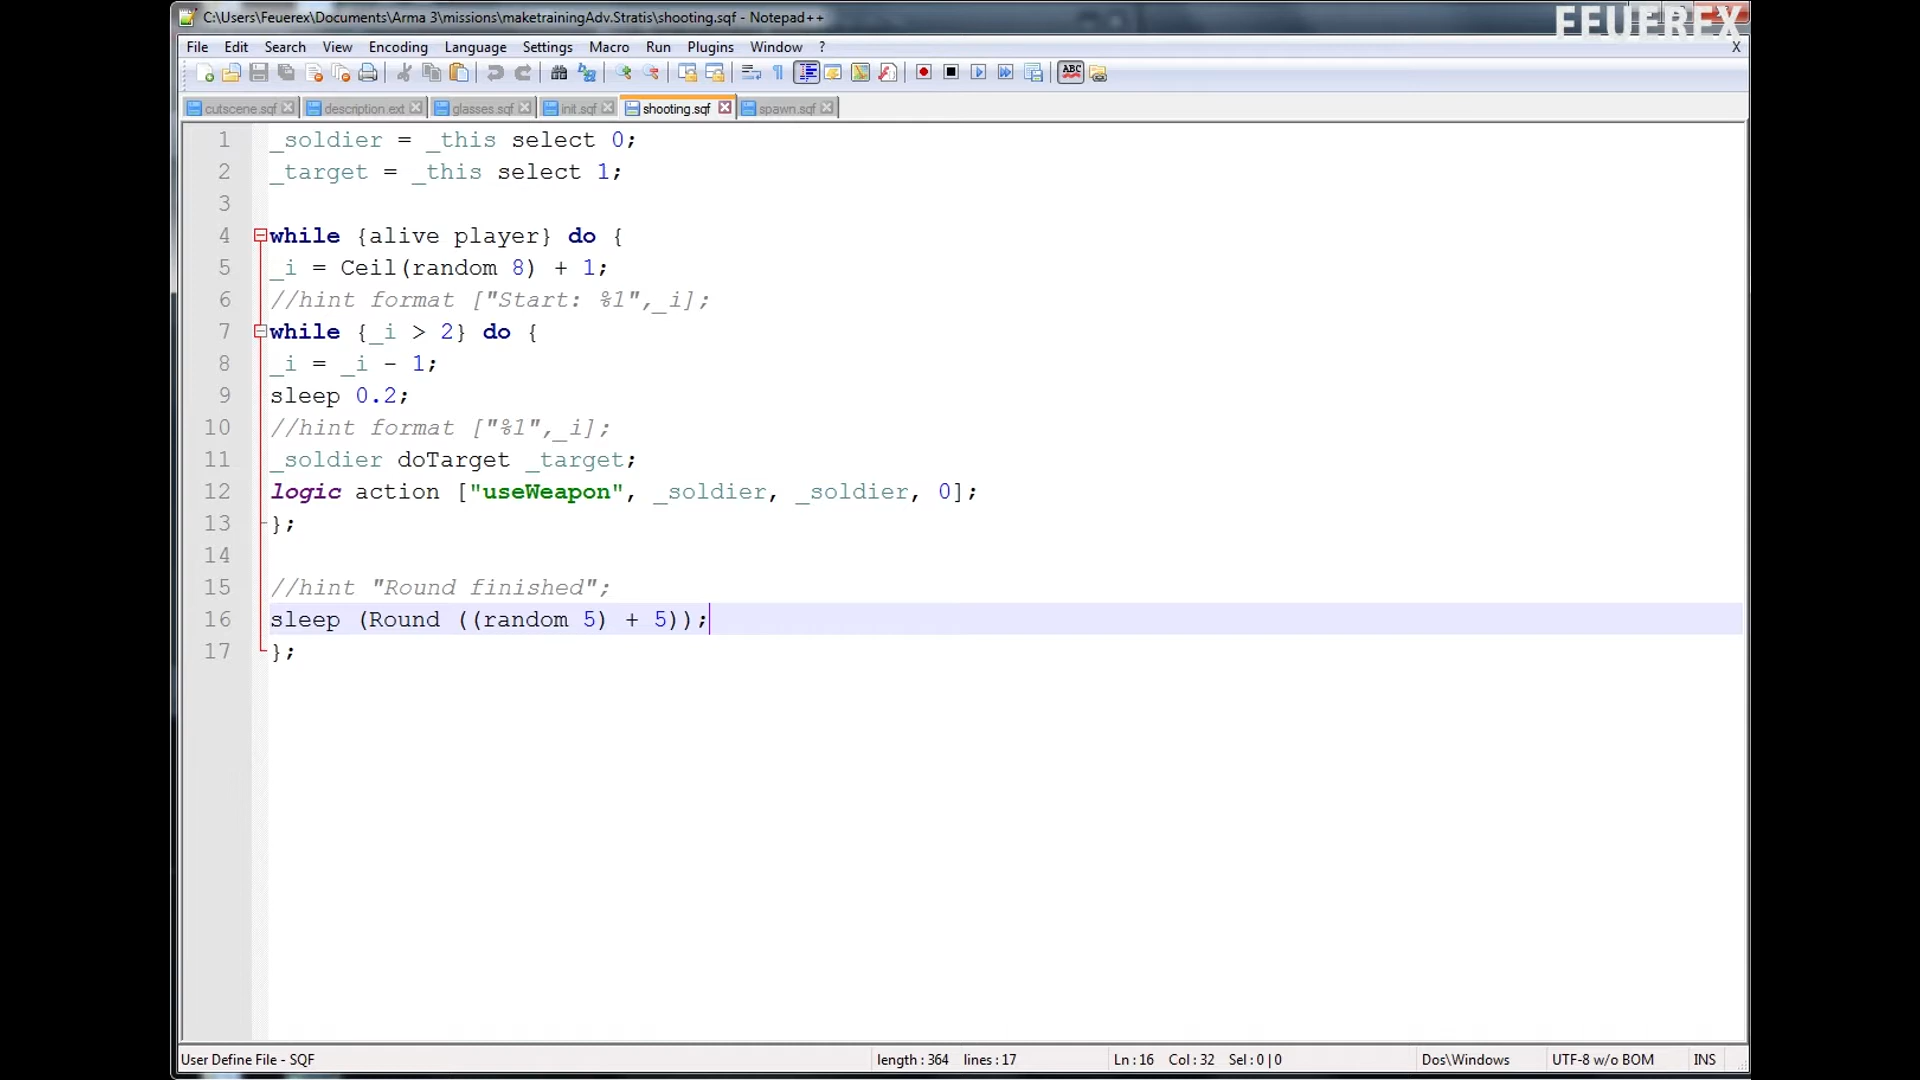 C:\Users\Feuerex\Documents\Arma 3\missions\maketrainingAdv.Stratis\shooting.sqf - Notepad++
FEUEREX
File Edit Search View Encoding Language Settings Macro Run Plugins Window ? X
ABC
cutscene.sqf description.ext glasses.sqf init.sqf shooting.sqf spawn.sqf
1 _soldier = _this select 0;
2 _target = _this select 1;
3
4 while {alive player} do {
5 _i = Ceil(random 8) + 1;
6 //hint format ["Start: %1",_i];
7 while {_i > 2} do {
8 _i = _i - 1;
9 sleep 0.2;
10 //hint format ["%1",_i];
11 _soldier doTarget _target;
12 logic action ["useWeapon", _soldier, _soldier, 0];
13 };
14
15 //hint "Round finished";
16 sleep (Round ((random 5) + 5));
17 };
User Define File - SQF length : 364 lines : 17 Ln : 16 Col : 32 Sel : 0 | 0 Dos\Windows UTF-8 w/o BOM INS